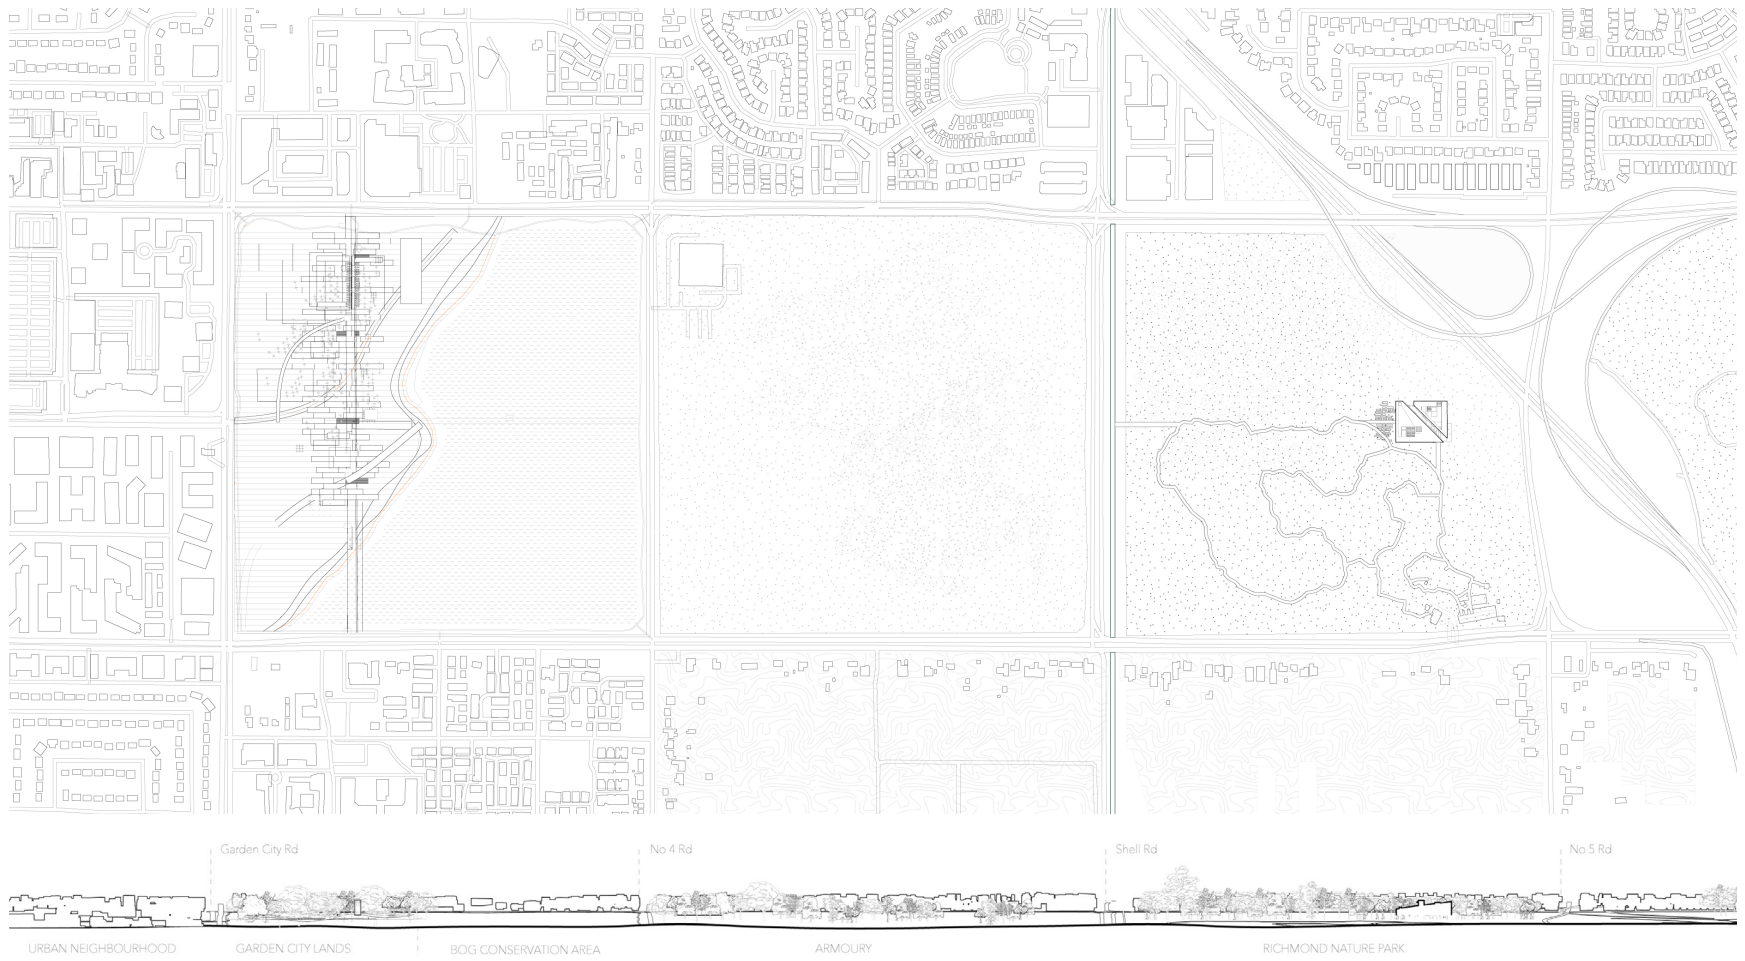 Garden City Rd
No 4 Rd
Shell Rd
No 5 Rd
URBAN NEIGHBOURHOOD
GARDEN CITY LANDS
BOG CONSERVATION AREA
ARMOURY
RICHMOND NATURE PARK